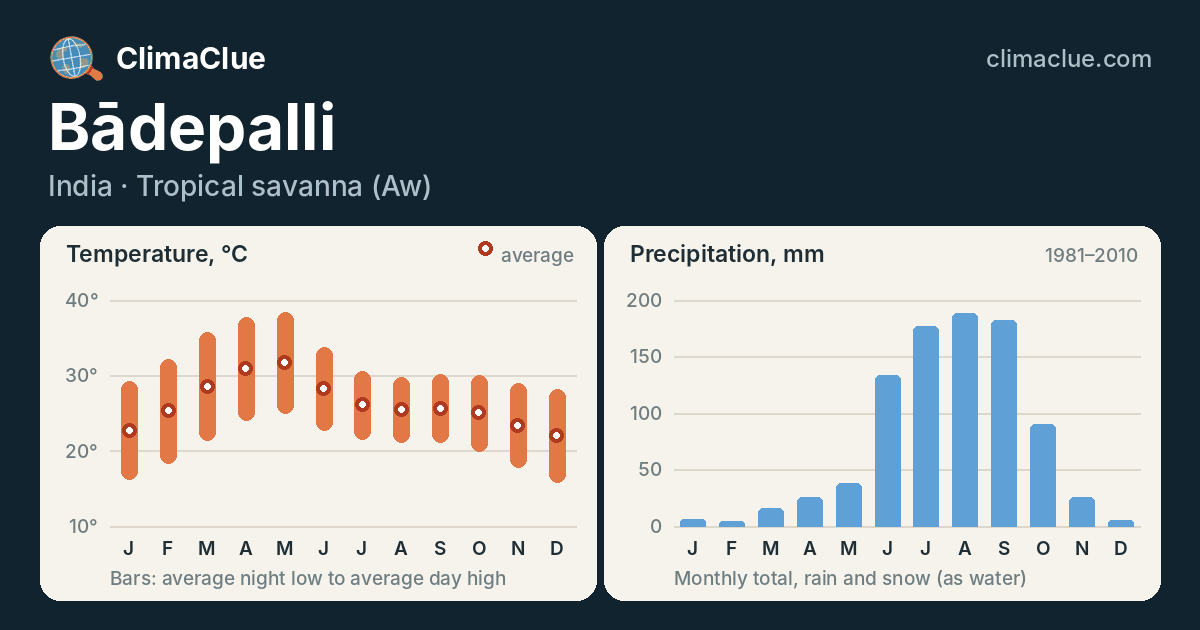 ClimaClue
climaclue.com
Bādepalli
India · Tropical savanna (Aw)
Temperature, °C
average
40°
30°
20°
10°
J F M A M J J A S O N D
Bars: average night low to average day high
Precipitation, mm
1981–2010
200
150
100
50
0
J F M A M J J A S O N D
Monthly total, rain and snow (as water)